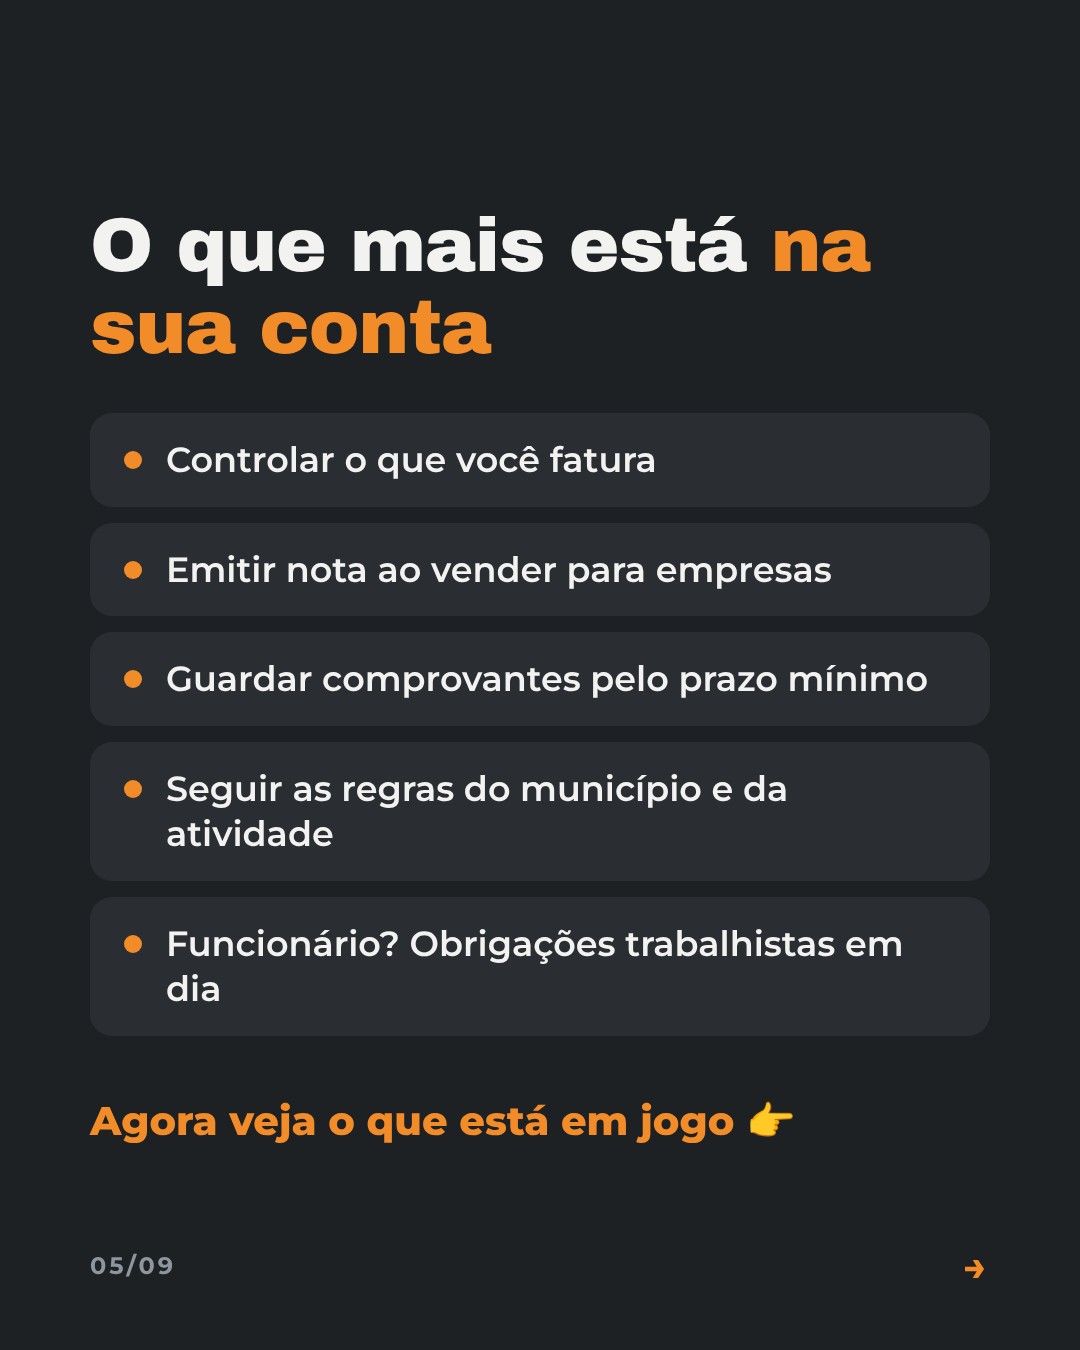 O que mais está na
sua conta
Controlar o que você fatura
Emitir nota ao vender para empresas
Guardar comprovantes pelo prazo mínimo
Seguir as regras do município e da
atividade
Funcionário? Obrigações trabalhistas em
dia
Agora veja o que está em jogo 👉
05/09
→